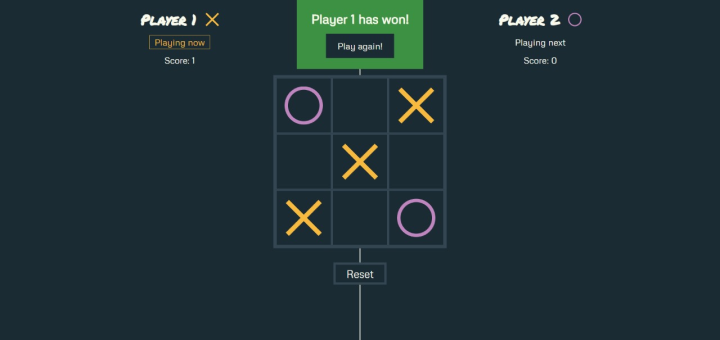 Player 1
Playing now
Score: 1
Player 1 has won!
Play again!
Player 2
Playing next
Score: 0
Reset